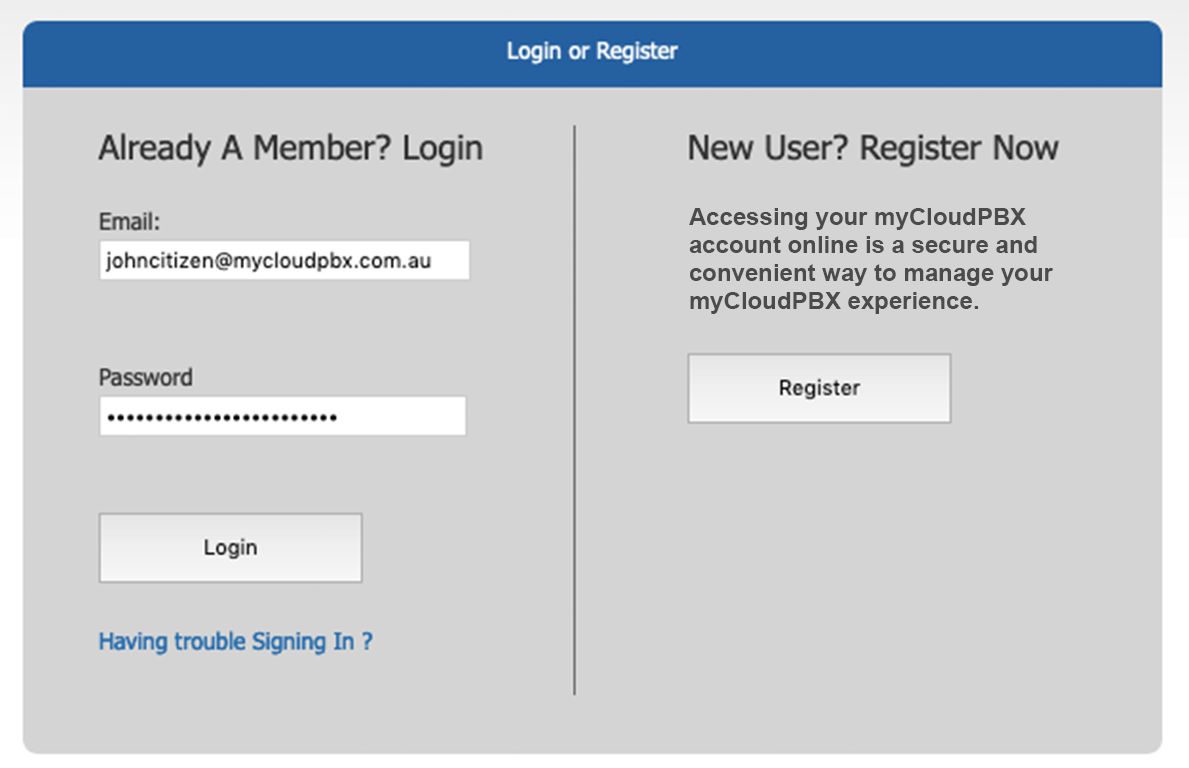 Login or Register
Already A Member? Login
Email:
johncitizen@mycloudpbx.com.au
Password
••••••••••••••••••••••••
Login
Having trouble Signing In ?
New User? Register Now
Accessing your myCloudPBX
account online is a secure and
convenient way to manage your
myCloudPBX experience.
Register